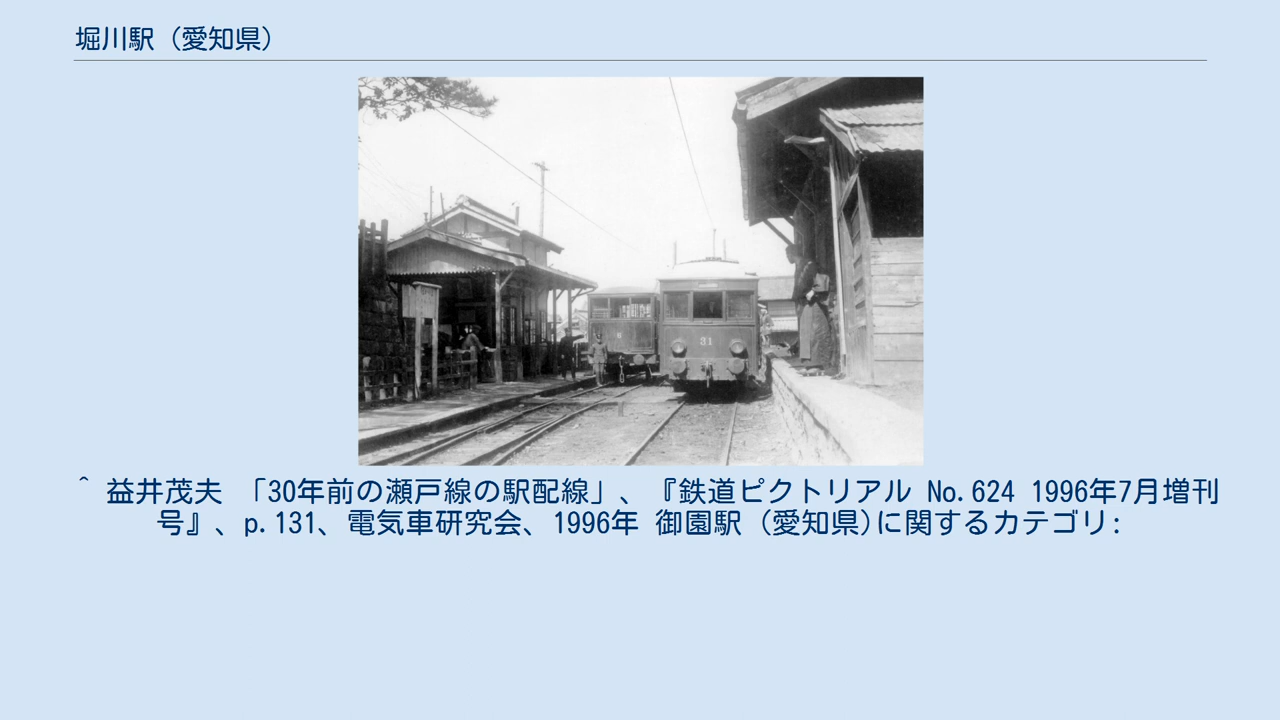 堀川駅（愛知県）
31
^ 益井茂夫 「30年前の瀬戸線の駅配線」、『鉄道ピクトリアル No.624 1996年7月増刊
号』、p.131、電気車研究会、1996年 御園駅 (愛知県)に関するカテゴリ: